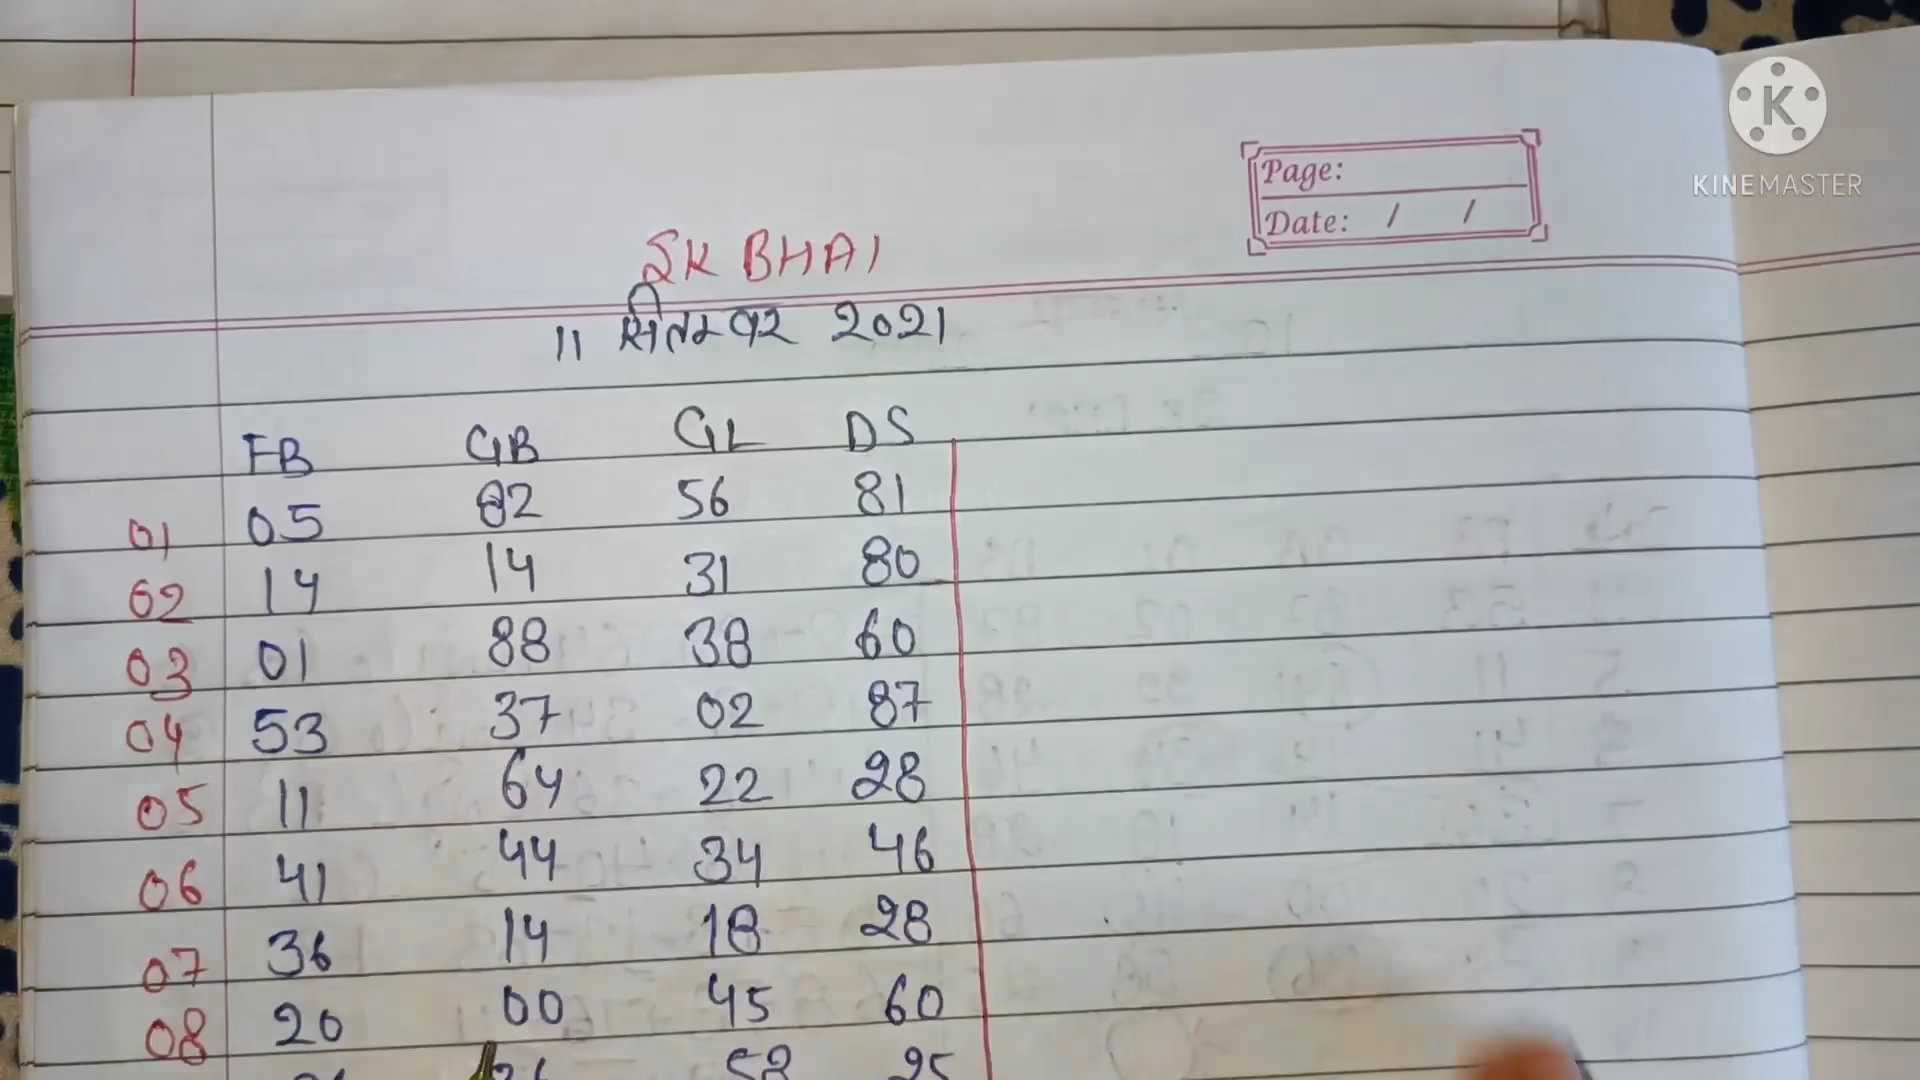 K
KINEMASTER
Page:
Date: / /
SK BHAI
11 सितम्बर 2021
FB GB GL DS
01 05 82 56 81
02 14 14 31 80
03 01 88 38 60
04 53 37 02 87
05 11 64 22 28
06 41 44 34 46
07 36 14 18 28
08 20 00 45 60